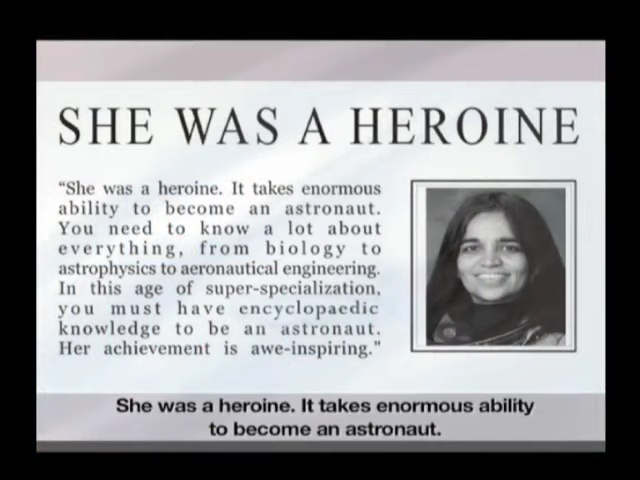 SHE WAS A HEROINE
“She was a heroine. It takes enormous
ability to become an astronaut.
You need to know a lot about
everything, from biology to
astrophysics to aeronautical engineering.
In this age of super-specialization,
you must have encyclopaedic
knowledge to be an astronaut.
Her achievement is awe-inspiring.”
She was a heroine. It takes enormous ability
to become an astronaut.